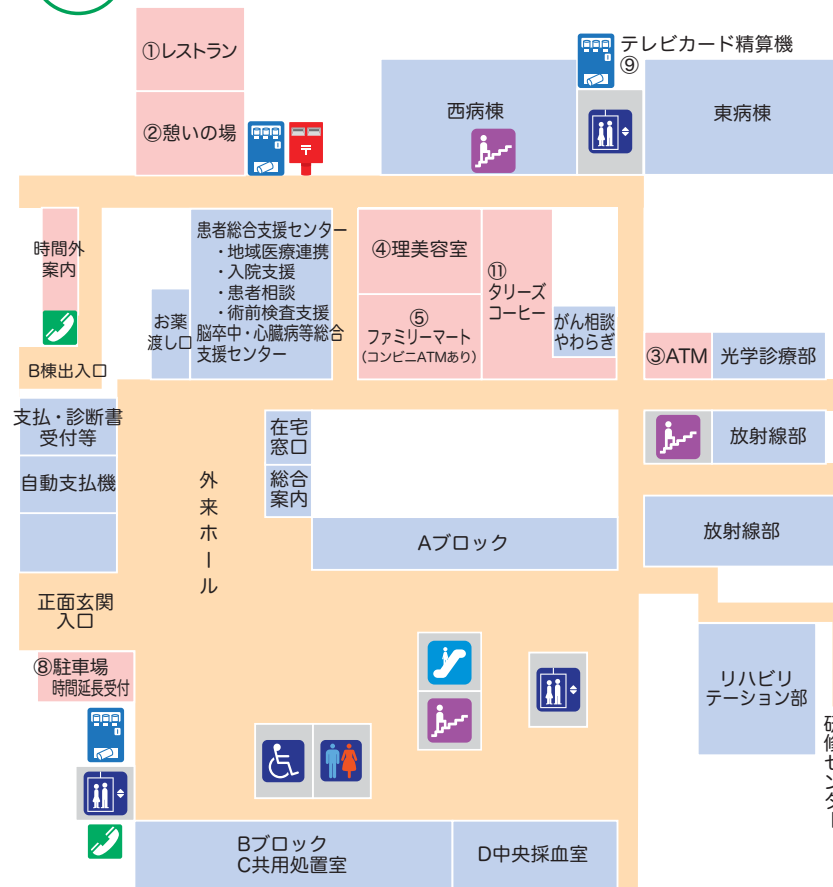 ①レストラン
②憩いの場
テレビカード精算機
⑨
西病棟
東病棟
時間外
案内
B棟出入口
お薬
渡し口
患者総合支援センター
・地域医療連携
・入院支援
・患者相談
・術前検査支援
脳卒中・心臓病等総合
支援センター
④理美容室
⑤
ファミリーマート
(コンビニATMあり)
⑪
タリーズ
コーヒー
がん相談
やわらぎ
③ATM
光学診療部
支払・診断書
受付等
自動支払機
在宅
窓口
総合
案内
外来ホール
Aブロック
放射線部
放射線部
正面玄関
入口
⑧駐車場
時間延長受付
リハビリ
テーション部
研修センター
Bブロック
C共用処置室
D中央採血室